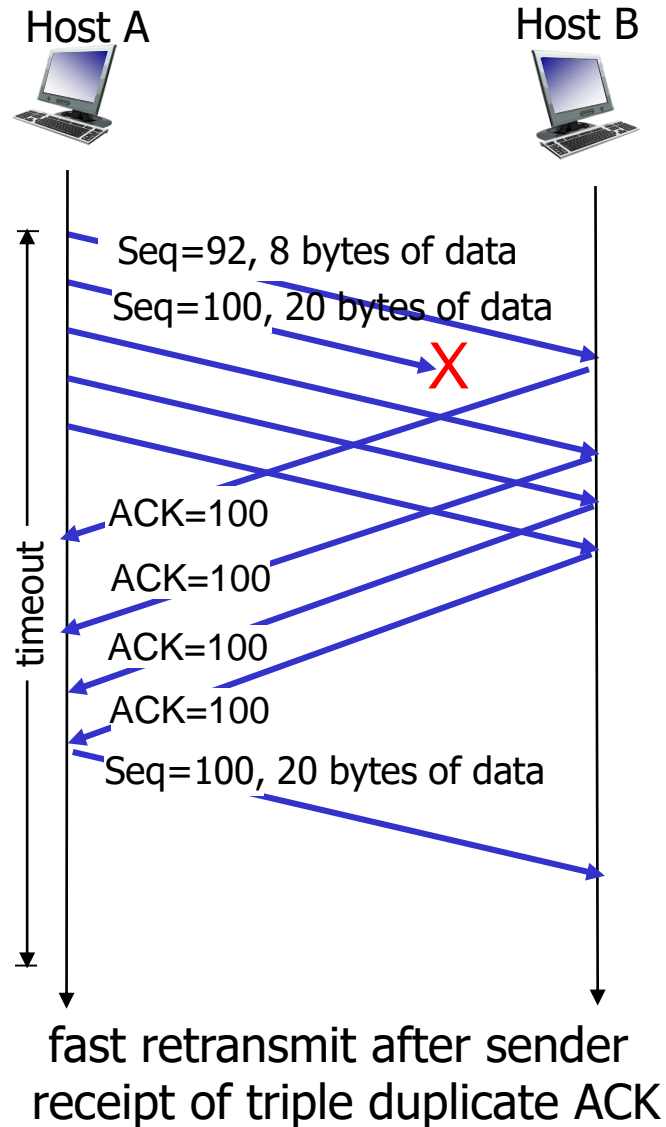 Host A
Host B
Seq=92, 8 bytes of data
Seq=100, 20 bytes of data
X
ACK=100
timeout
ACK=100
ACK=100
ACK=100
Seq=100, 20 bytes of data
fast retransmit after sender
receipt of triple duplicate ACK